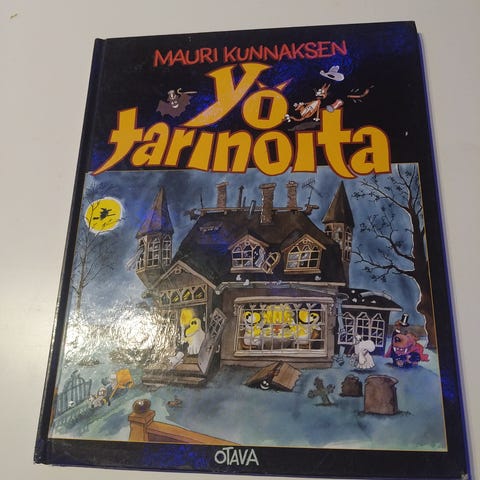 MAURI KUNNAKSEN
Yö
tarinoita
OTAVA